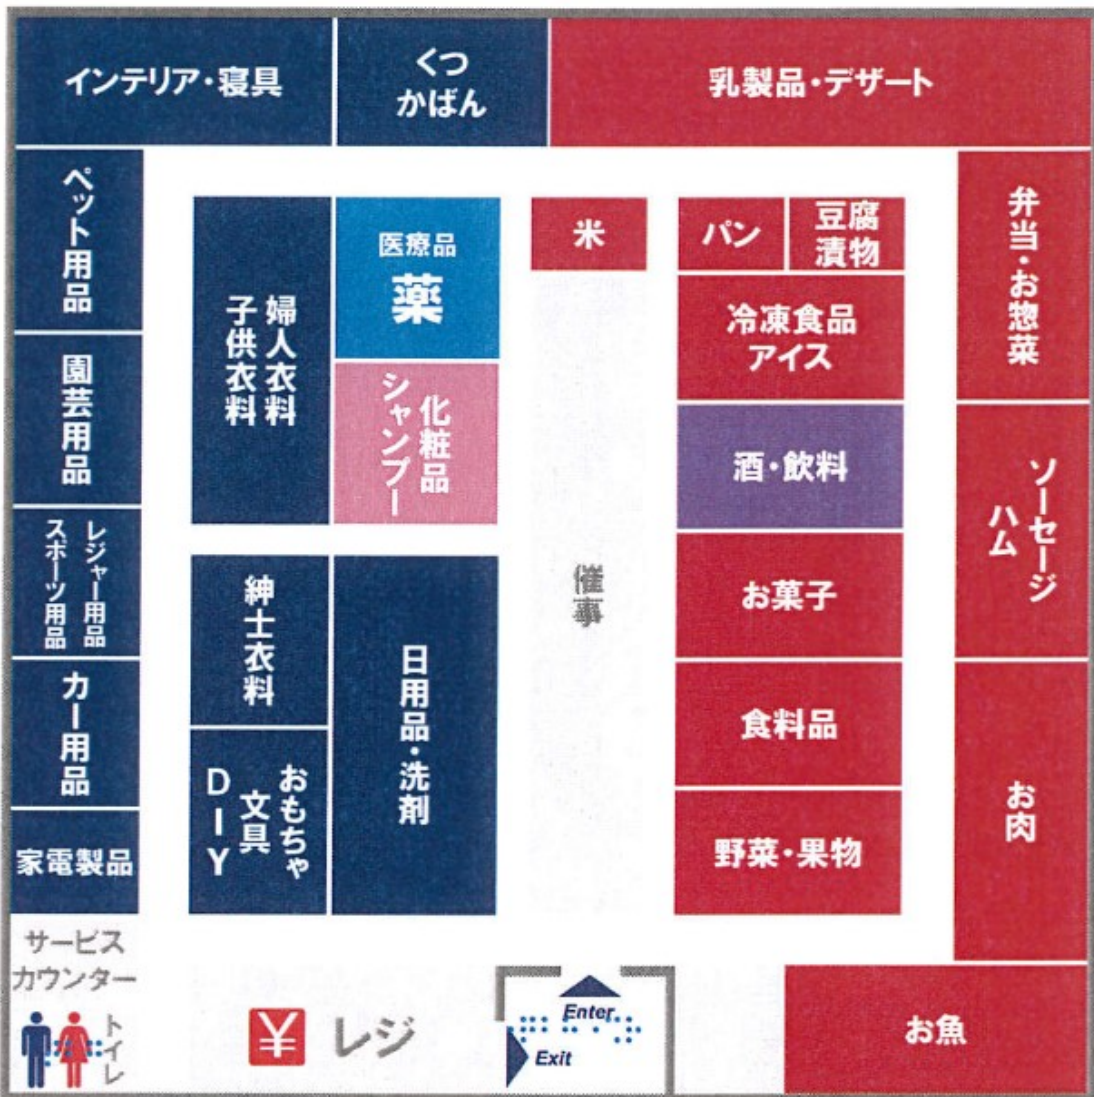 インテリア・寝具
くつ
かばん
乳製品・デザート
ペット用品
園芸用品
レジャー用品
スポーツ用品
カー用品
家電製品
サービス
カウンター
トイレ
婦人衣料
子供衣料
医療品
薬
化粧品
シャンプー
紳士衣料
おもちゃ
文具
DIY
日用品・洗剤
米
催事
パン
豆腐
漬物
冷凍食品
アイス
酒・飲料
お菓子
食料品
野菜・果物
弁当・お惣菜
ソーセージ
ハム
お肉
お魚
¥ レジ
Enter
Exit